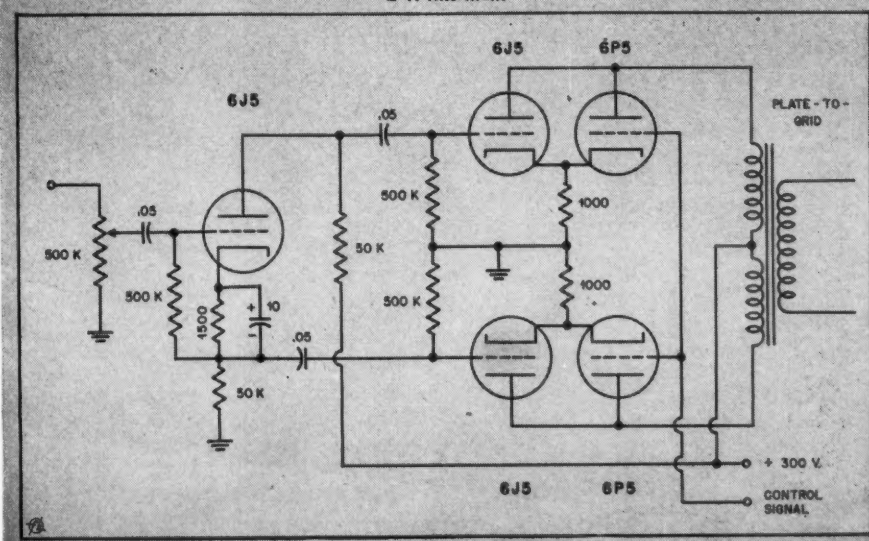 6J5
6P5
PLATE-TO-
GRID
6J5
.05
.05
500 K
1000
500 K
500 K
50 K
1500
+
10
-
.05
500 K
1000
50 K
+ 300 V.
6J5
6P5
CONTROL
SIGNAL